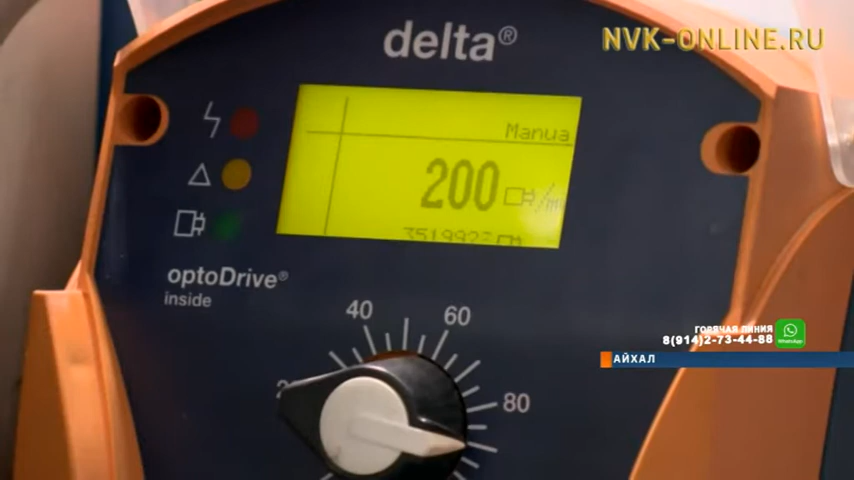 NVK-ONLINE.RU
delta®
Manua
200
optoDrive®
inside
40
60
80
ГОРЯЧАЯ ЛИНИЯ
8(914)2-73-44-88
WhatsApp
АЙХАЛ